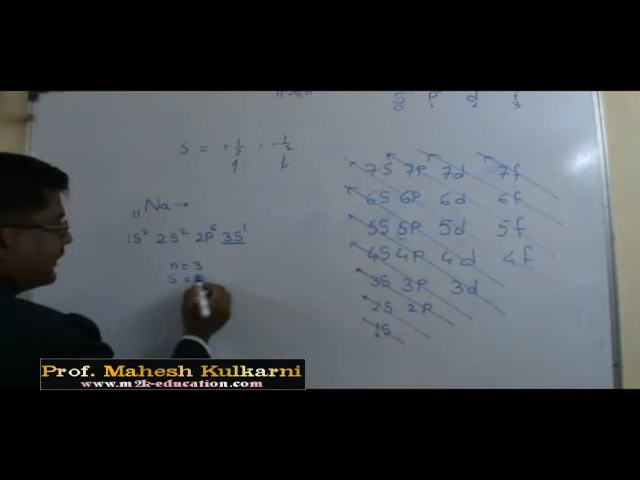 s p d f
0 2 3
S = +1/2 , -1/2
7S 7P 7d 7f
6S 6P 6d 6f
5S 5P 5d 5f
4S 4P 4d 4f
3S 3P 3d
2S 2P
1S
11Na→
1S² 2S² 2P⁶ 3S¹
n = 3
S =
Prof. Mahesh Kulkarni
www.m2k-education.com